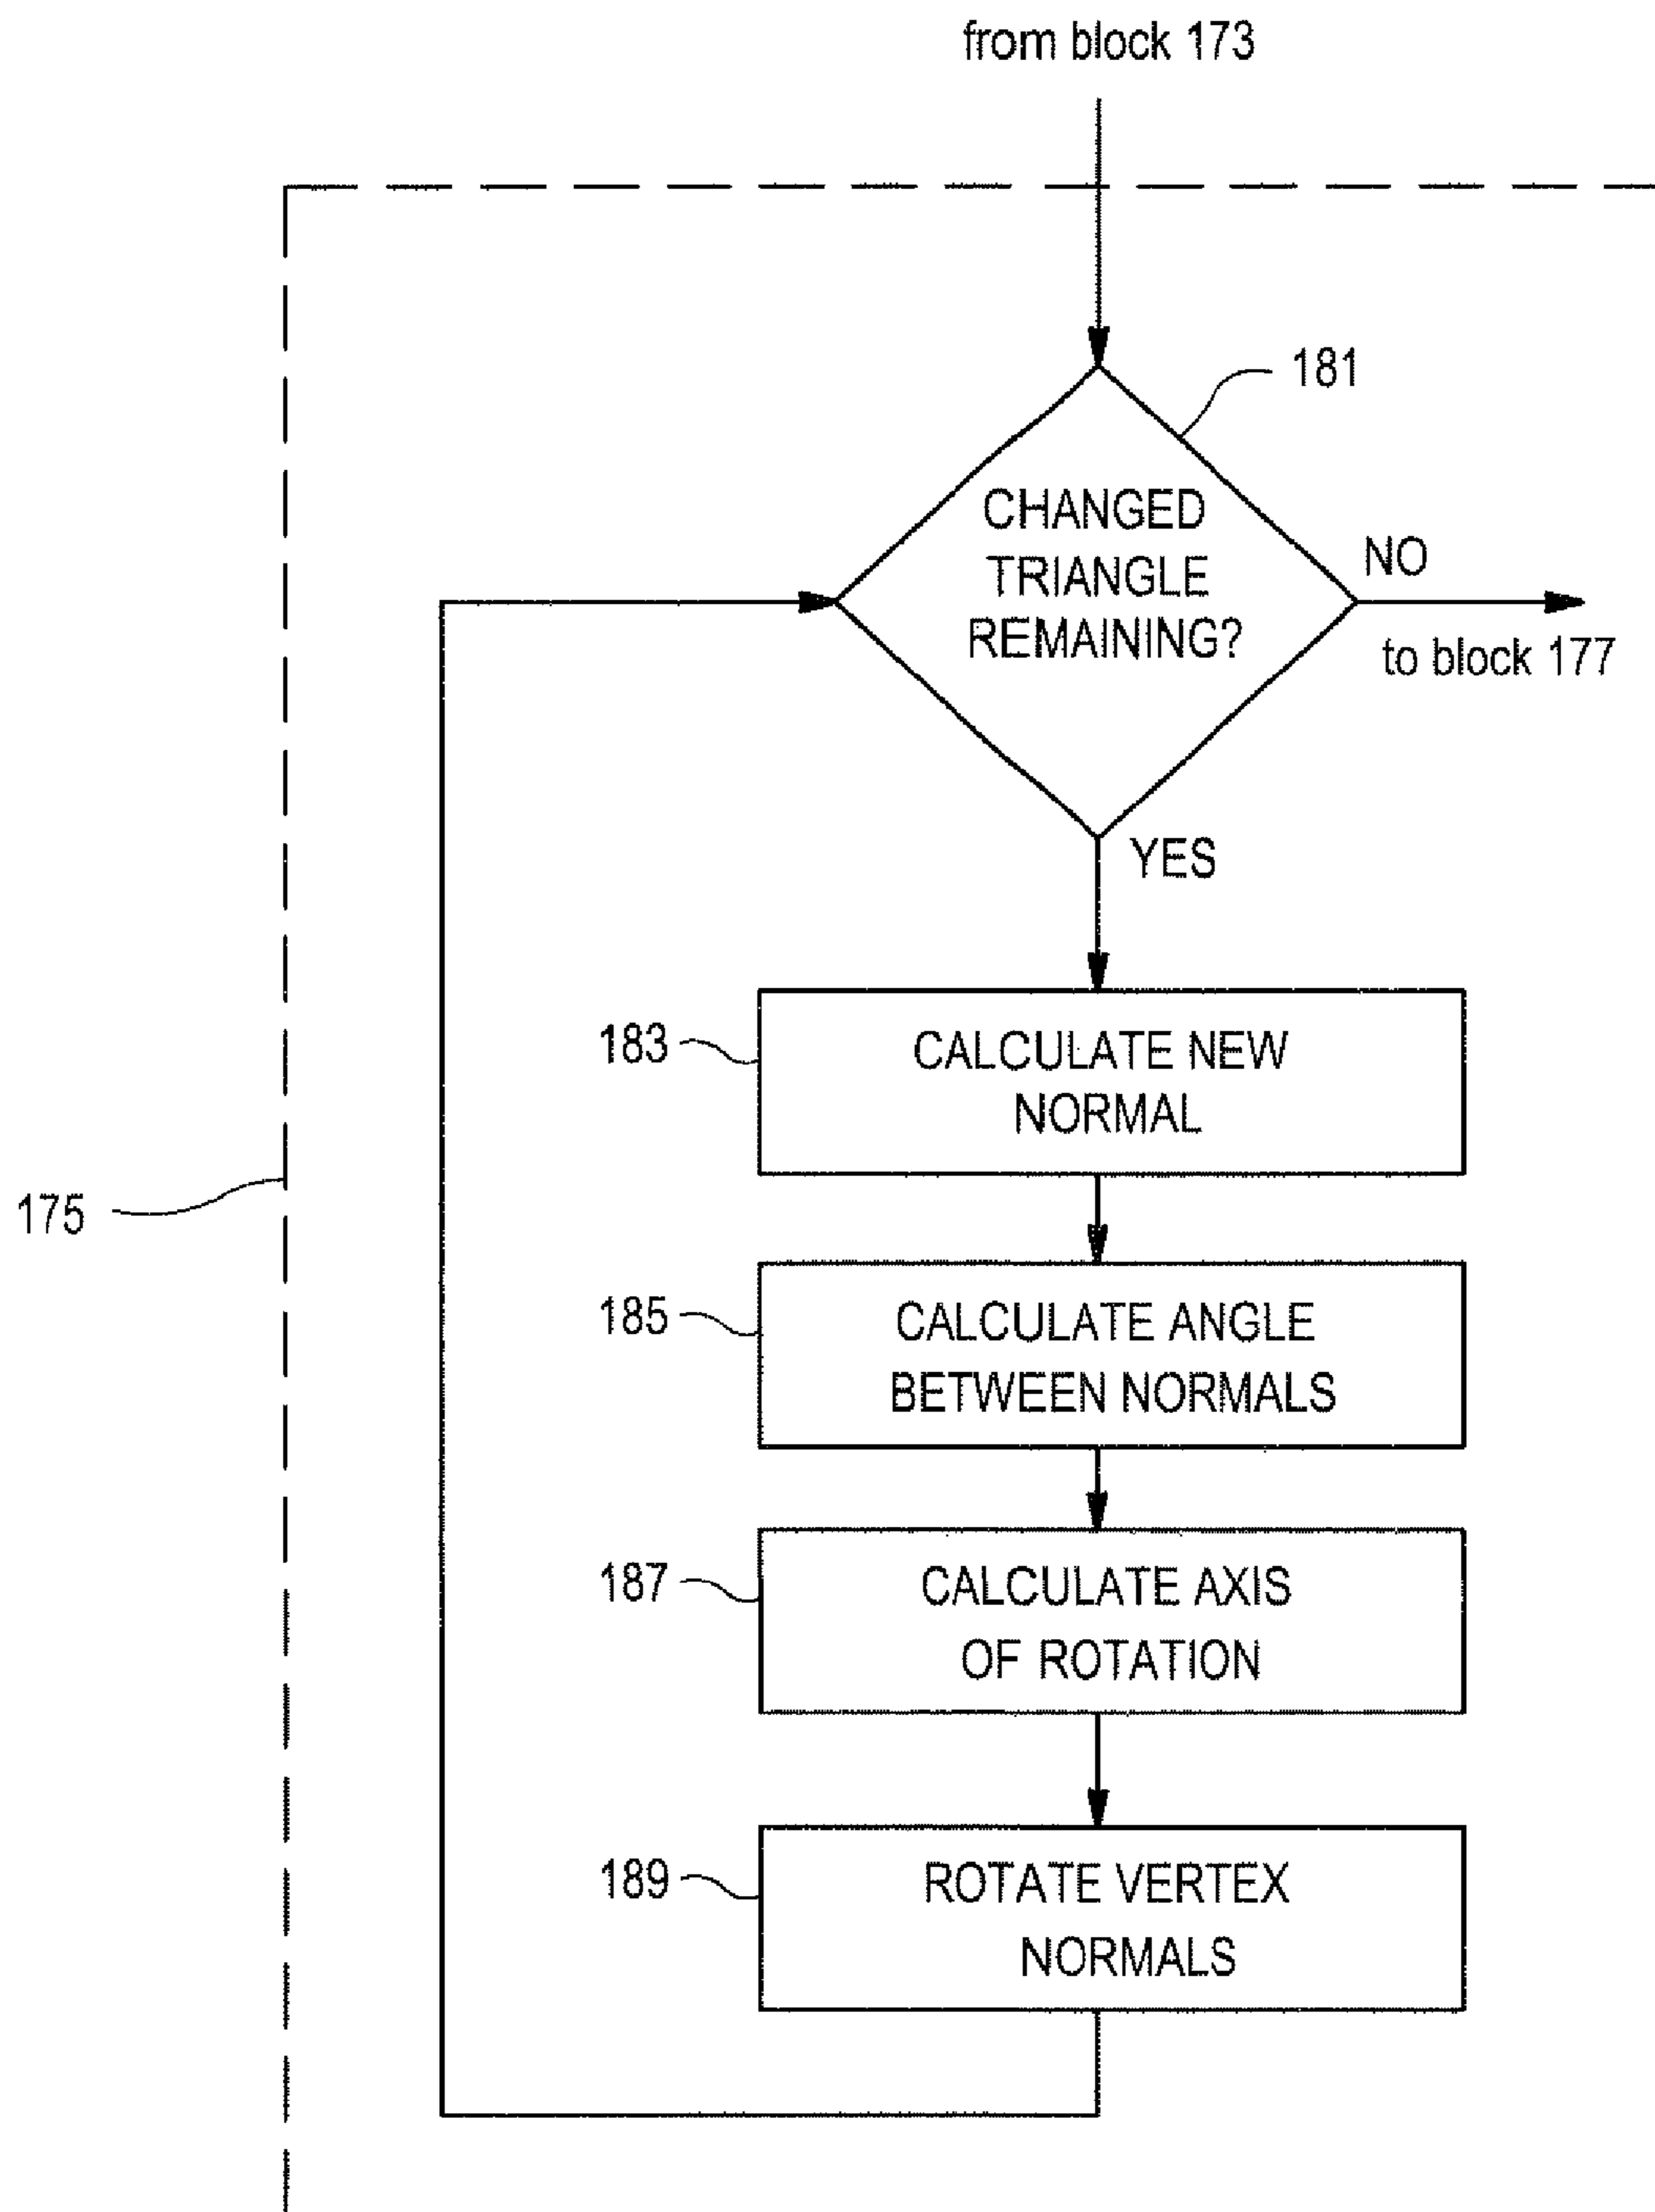 from block 173
181
CHANGED
TRIANGLE
REMAINING?
NO
to block 177
YES
183
CALCULATE NEW
NORMAL
175
185
CALCULATE ANGLE
BETWEEN NORMALS
187
CALCULATE AXIS
OF ROTATION
189
ROTATE VERTEX
NORMALS